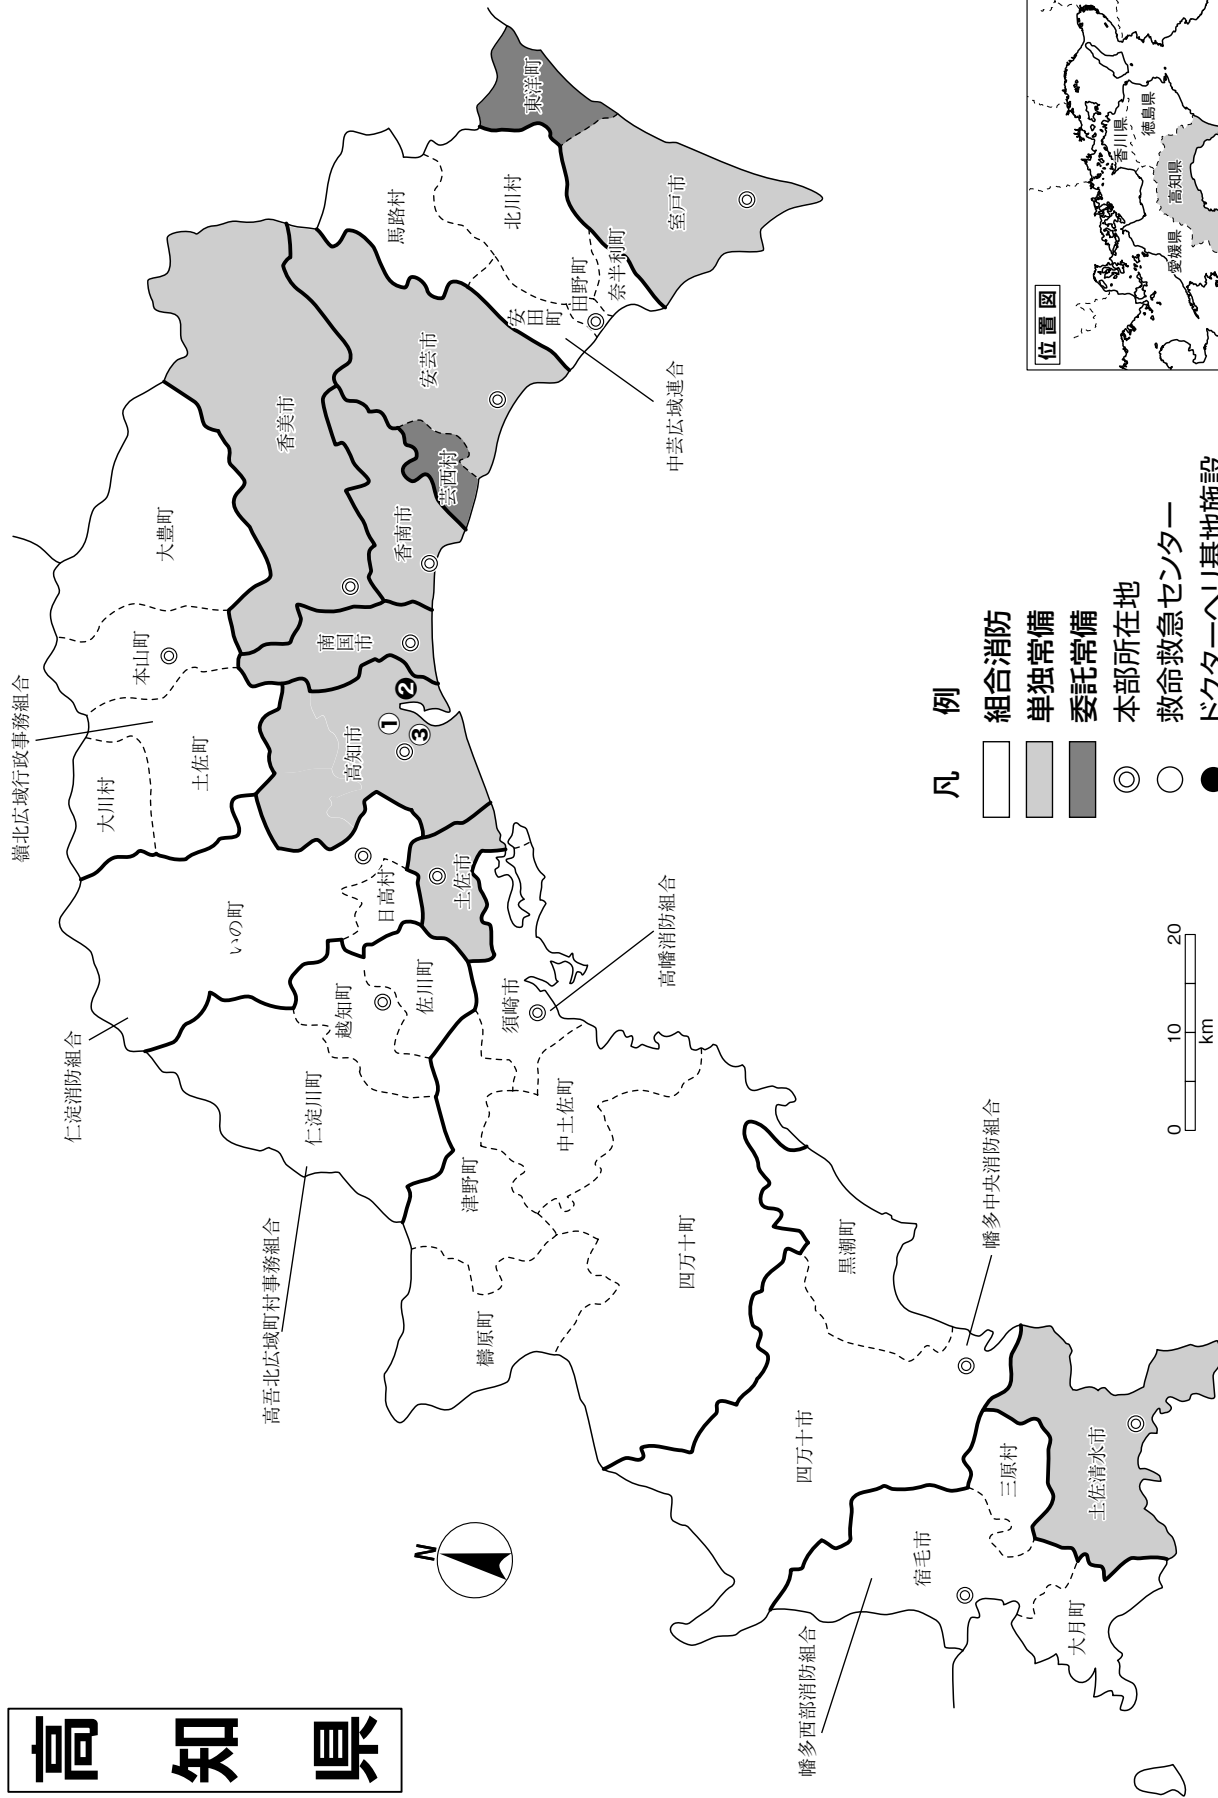 高知県
嶺北広域行政事務組合
仁淀消防組合
高吾北広域町村事務組合
幡多西部消防組合
幡多中央消防組合
高幡消防組合
中芸広域連合
大川村
土佐町
本山町
大豊町
香美市
いの町
日高村
高知市
①
❷
③
南国市
香南市
芸西村
安芸市
馬路村
北川村
安田町
田野町
奈半利町
室戸市
東洋町
土佐市
仁淀川町
越知町
佐川町
須崎市
津野町
中土佐町
檮原町
四万十町
黒潮町
四万十市
三原村
宿毛市
大月町
土佐清水市
N
0 10 20
km
凡例
組合消防
単独常備
委託常備
本部所在地
救命救急センター
ドクターヘリ基地施設
位置図
香川県
徳島県
高知県
愛媛県